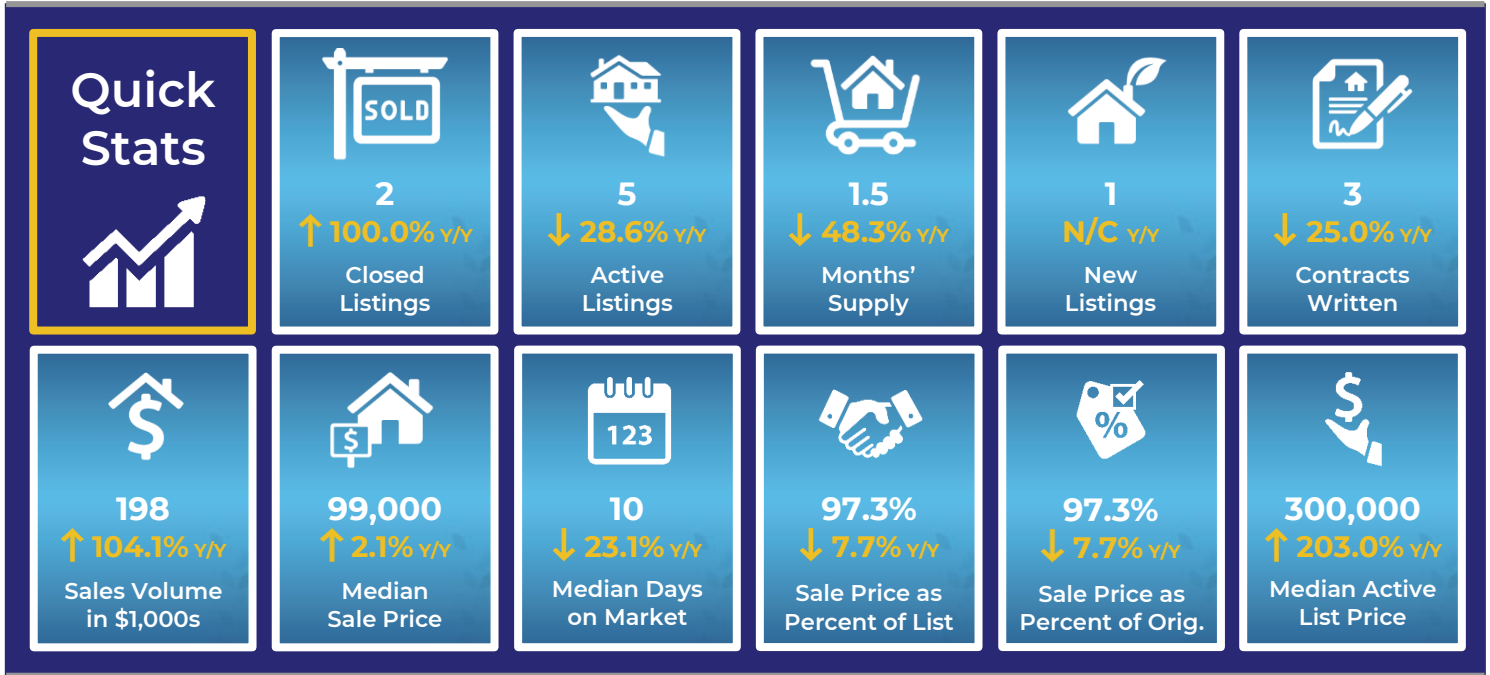 Quick
Stats
SOLD
2
↑ 100.0% Y/Y
Closed
Listings
5
↓ 28.6% Y/Y
Active
Listings
1.5
↓ 48.3% Y/Y
Months’
Supply
1
N/C Y/Y
New
Listings
3
↓ 25.0% Y/Y
Contracts
Written
$
198
↑ 104.1% Y/Y
Sales Volume
in $1,000s
$
99,000
↑ 2.1% Y/Y
Median
Sale Price
123
10
↓ 23.1% Y/Y
Median Days
on Market
97.3%
↓ 7.7% Y/Y
Sale Price as
Percent of List
%
97.3%
↓ 7.7% Y/Y
Sale Price as
Percent of Orig.
$
300,000
↑ 203.0% Y/Y
Median Active
List Price